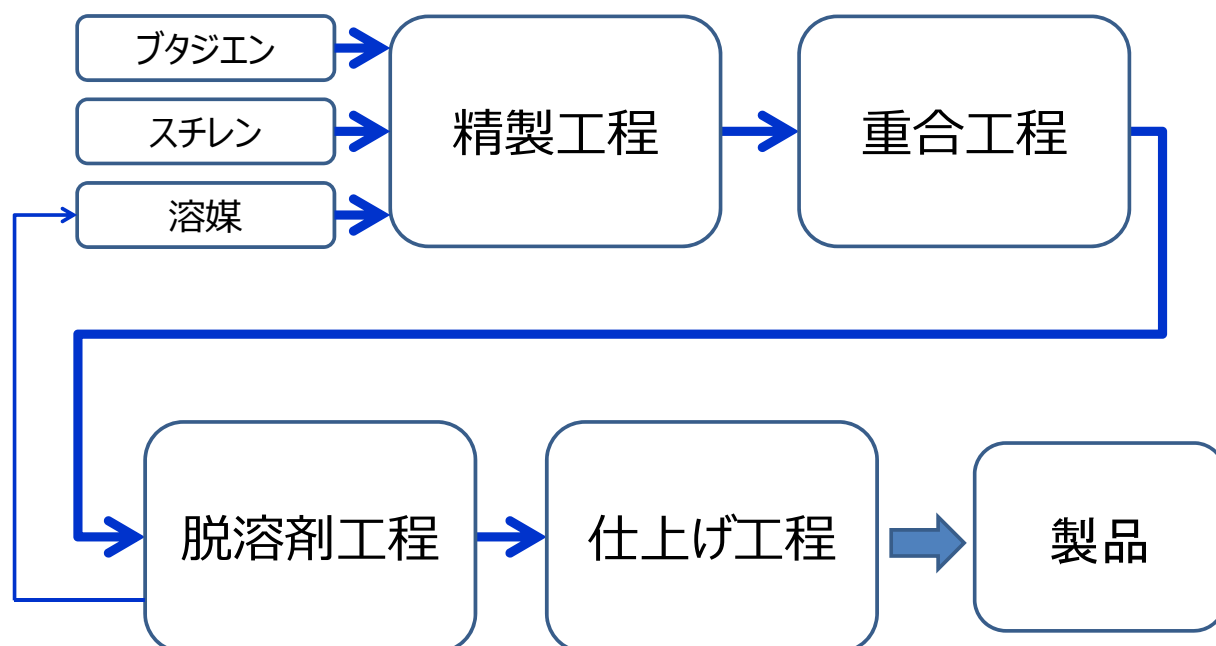 ブタジエン
スチレン
溶媒
精製工程
重合工程
脱溶剤工程
仕上げ工程
製品